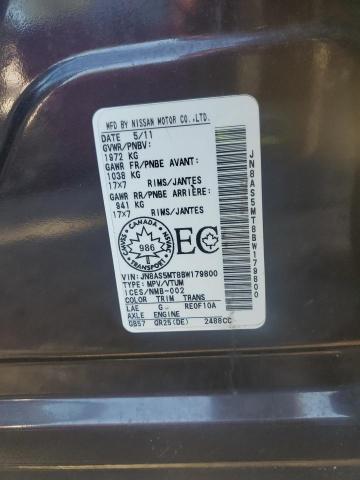 MFD BY NISSAN MOTOR CO.,LTD.
DATE 5/11
GVWR/PNBV:
1972 KG
GAWR FR/PNBE AVANT:
1038 KG
17X7 RIMS/JANTES
GAWR RR/PNBE ARRIÈRE:
941 KG
17X7 RIMS/JANTES
CANADA
CMVSS NSVAC
986
TRANSPORT
EC
VIN: JN8AS5MT8BW179800
TYPE: MPV/VTUM
ICES/NMB-002
COLOR TRIM TRANS
LAE G RE0F10A
AXLE ENGINE
GB57 QR25(DE) 2488CC
JN8AS5MT8BW179800